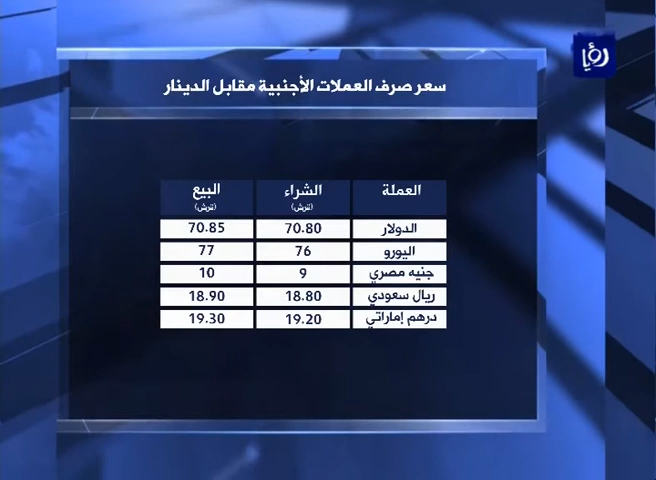 رؤيا
سعر صرف العملات الأجنبية مقابل الدينار
العملة الشراء البيع
(قرش) (قرش)
الدولار 70.80 70.85
اليورو 76 77
جنيه مصري 9 10
ريال سعودي 18.80 18.90
درهم إماراتي 19.20 19.30